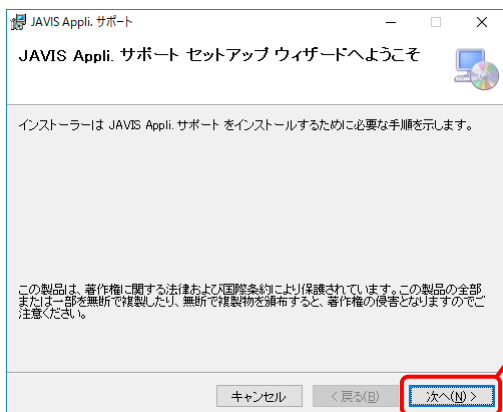 JAVIS Appli. サポート
JAVIS Appli. サポート セットアップ ウィザードへようこそ
インストーラーは JAVIS Appli. サポート をインストールするために必要な手順を示します。
この製品は、著作権に関する法律および国際条約により保護されています。この製品の全部
または一部を無断で複製したり、無断で複製物を頒布すると、著作権の侵害となりますのでご
注意ください。
キャンセル < 戻る(B) 次へ(N) >